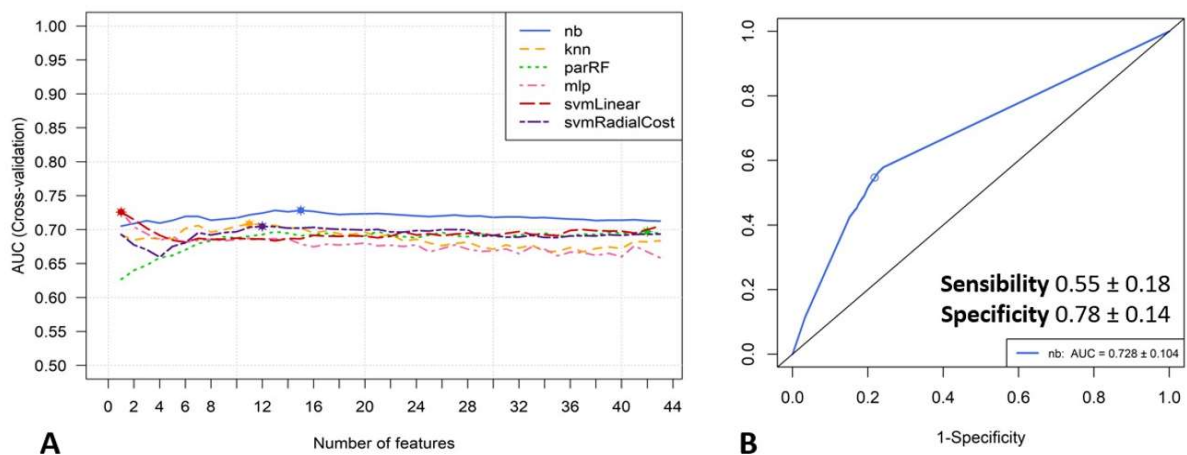 1.00
0.95
0.90
0.85
0.80
0.75
0.70
0.65
0.60
0.55
0.50
AUC (Cross-validation)
nb
knn
parRF
mlp
svmLinear
svmRadialCost
0 2 4 6 8 12 16 20 24 28 32 36 40 44
Number of features
A
1.0
0.8
0.6
0.4
0.2
0.0
Sensibility 0.55 ± 0.18
Specificity 0.78 ± 0.14
nb: AUC = 0.728 ± 0.104
0.0 0.2 0.4 0.6 0.8 1.0
1-Specificity
B